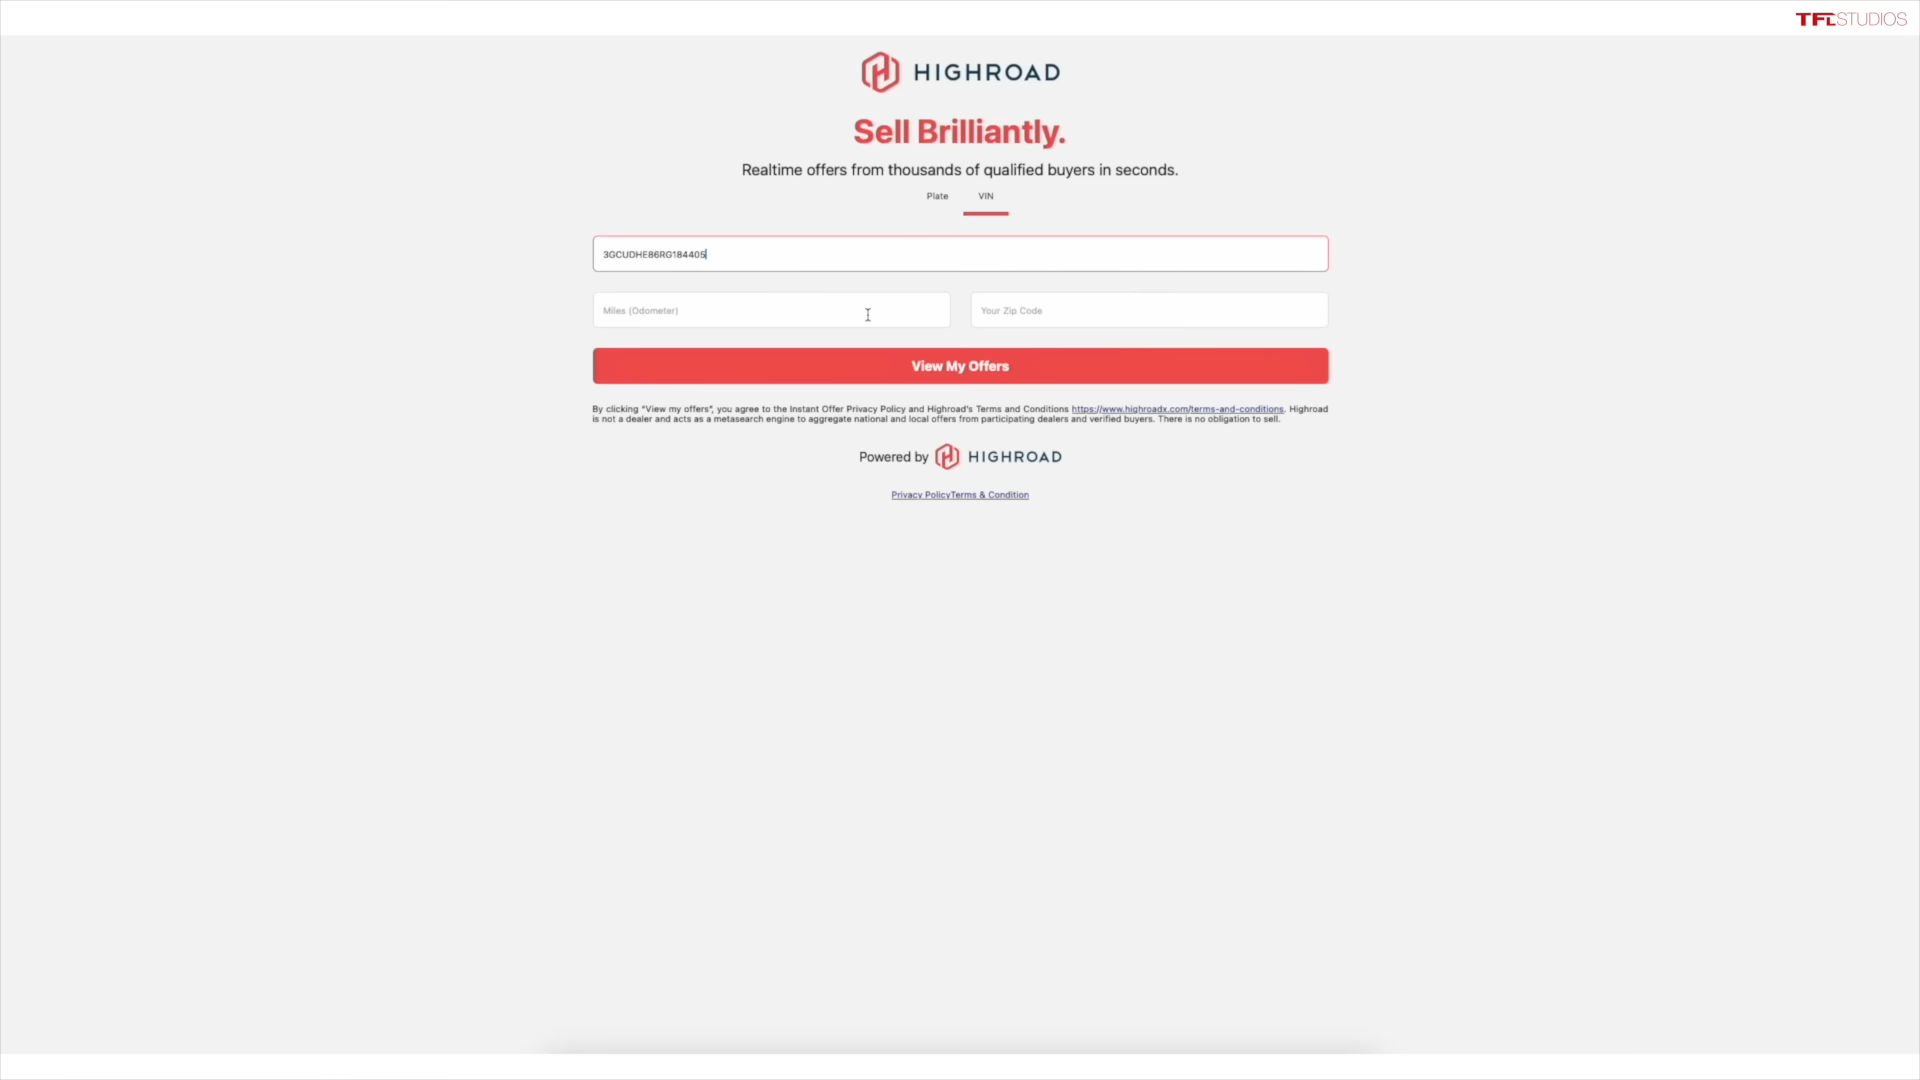 TFLSTUDIOS
HIGHROAD
Sell Brilliantly.
Realtime offers from thousands of qualified buyers in seconds.
Plate VIN
3GCUDHE86RG184405
Miles (Odometer) Your Zip Code
View My Offers
By clicking "View my offers", you agree to the Instant Offer Privacy Policy and Highroad's Terms and Conditions https://www.highroadx.com/terms-and-conditions. Highroad
is not a dealer and acts as a metasearch engine to aggregate national and local offers from participating dealers and verified buyers. There is no obligation to sell.
Powered by HIGHROAD
Privacy PolicyTerms & Condition